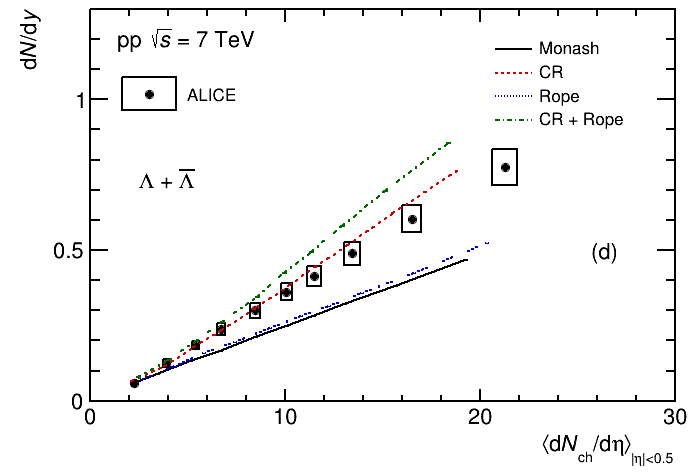 dN/dy
pp √s = 7 TeV
ALICE
Λ + Λ̅
Monash
CR
Rope
CR + Rope
(d)
1
0.5
0
0 10 20 30
⟨dN_ch/dη⟩_|η|<0.5